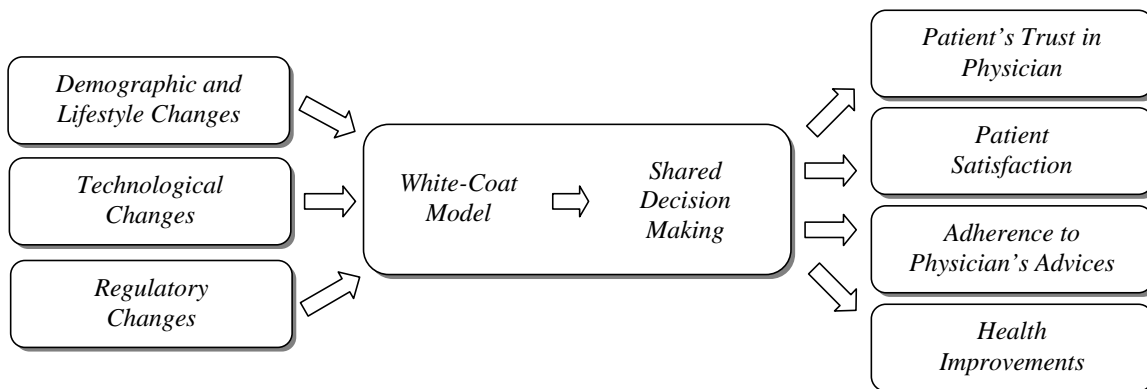 Demographic and
Lifestyle Changes
Technological
Changes
Regulatory
Changes
White-Coat
Model
Shared
Decision
Making
Patient’s Trust in
Physician
Patient
Satisfaction
Adherence to
Physician’s Advices
Health
Improvements